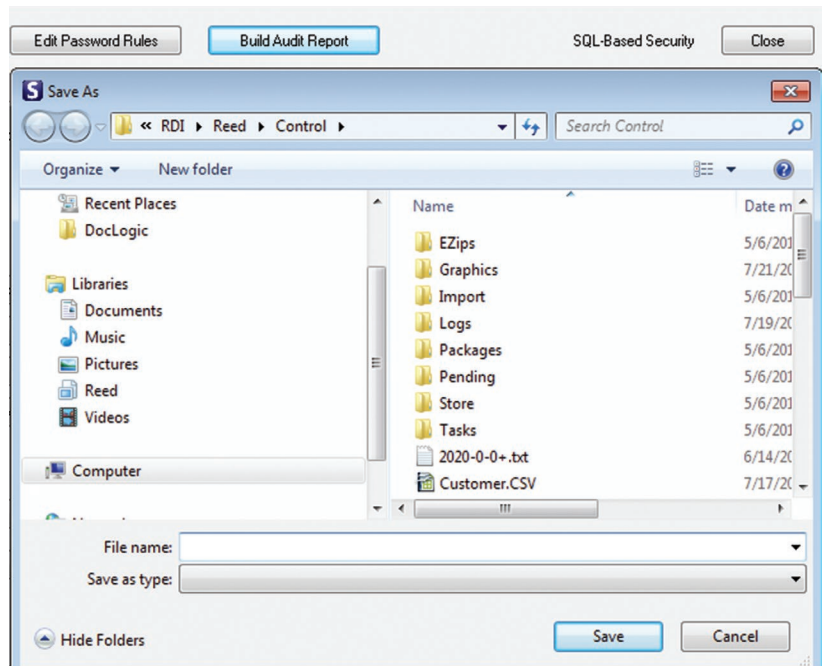 Edit Password Rules
Build Audit Report
SQL-Based Security
Close
S Save As
« RDI Reed Control
Search Control
Organize
New folder
Recent Places
DocLogic
Libraries
Documents
Music
Pictures
Reed
Videos
Computer
Name Date m
EZips 5/6/201
Graphics 7/21/20
Import 5/6/201
Logs 7/19/20
Packages 5/6/201
Pending 5/6/201
Store 5/6/201
Tasks 5/6/201
2020-0-0+.txt 6/14/20
Customer.CSV 7/17/20
File name:
Save as type:
Hide Folders
Save
Cancel